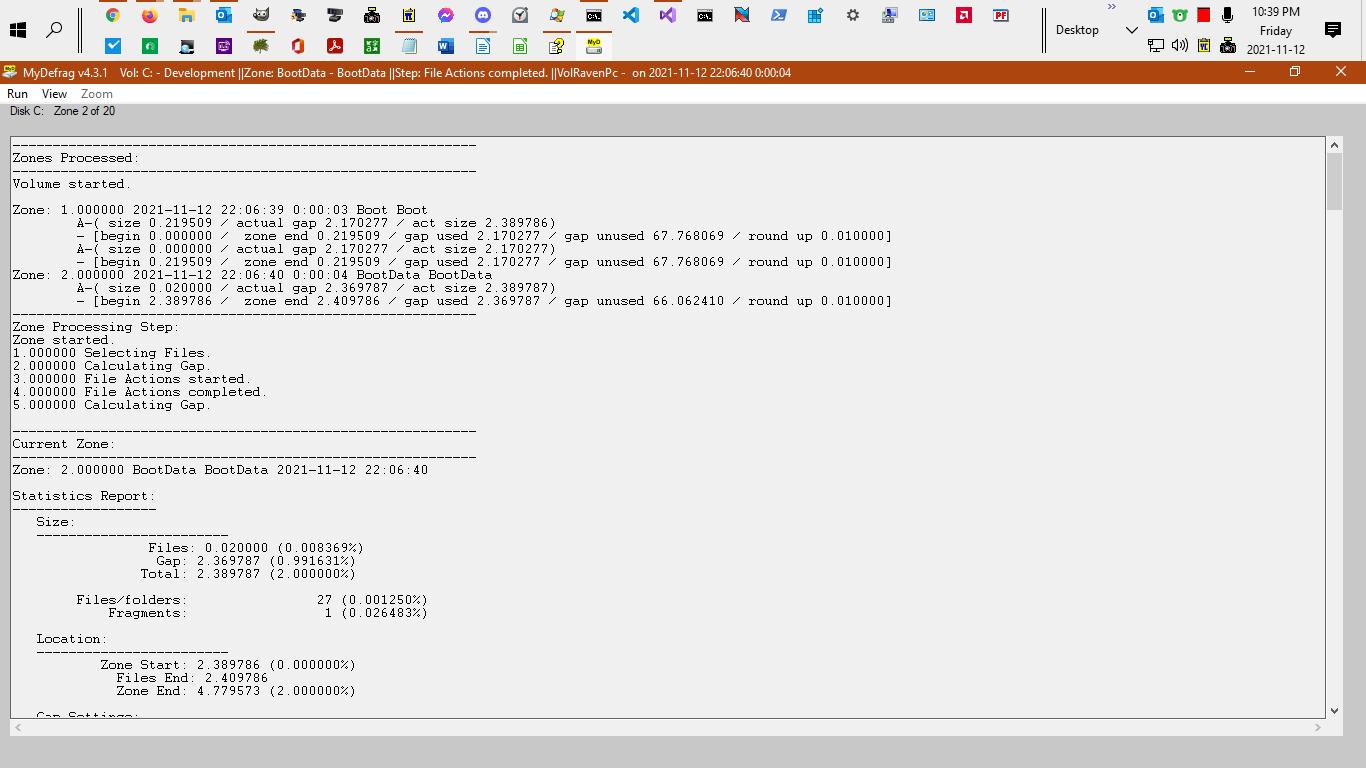 10:39 PM
Friday
2021-11-12
Desktop
MyDefrag v4.3.1 Vol: C: - Development ||Zone: BootData - BootData ||Step: File Actions completed. ||VolRavenPc - on 2021-11-12 22:06:40 0:00:04
Run View Zoom
Disk C: Zone 2 of 20
Zones Processed:
Volume started.
Zone: 1.000000 2021-11-12 22:06:39 0:00:03 Boot Boot
A-( size 0.219509 / actual gap 2.170277 / act size 2.389786)
- [begin 0.000000 / zone end 0.219509 / gap used 2.170277 / gap unused 67.768069 / round up 0.010000]
A-( size 0.000000 / actual gap 2.170277 / act size 2.170277)
- [begin 0.219509 / zone end 0.219509 / gap used 2.170277 / gap unused 67.768069 / round up 0.010000]
Zone: 2.000000 2021-11-12 22:06:40 0:00:04 BootData BootData
A-( size 0.020000 / actual gap 2.369787 / act size 2.389787)
- [begin 2.389786 / zone end 2.409786 / gap used 2.369787 / gap unused 66.062410 / round up 0.010000]
Zone Processing Step:
Zone started.
1.000000 Selecting Files.
2.000000 Calculating Gap.
3.000000 File Actions started.
4.000000 File Actions completed.
5.000000 Calculating Gap.
Current Zone:
Zone: 2.000000 BootData BootData 2021-11-12 22:06:40
Statistics Report:
Size:
Files: 0.020000 (0.008369%)
Gap: 2.369787 (0.991631%)
Total: 2.389787 (2.000000%)
Files/folders: 27 (0.001250%)
Fragments: 1 (0.026483%)
Location:
Zone Start: 2.389786 (0.000000%)
Files End: 2.409786
Zone End: 4.779573 (2.000000%)
Gap Settings: